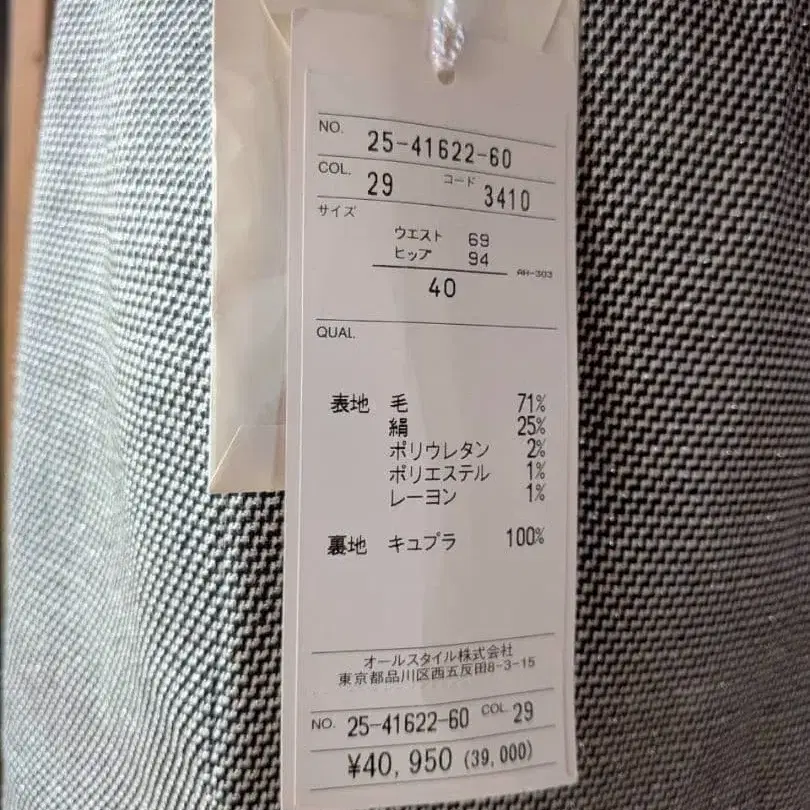 NO. 25-41622-60
COL. 29 コード 3410
サイズ
ウエスト 69
ヒップ 94
AH-303
40
QUAL.
表地 毛 71%
絹 25%
ポリウレタン 2%
ポリエステル 1%
レーヨン 1%
裏地 キュプラ 100%
オールスタイル株式会社
東京都品川区西五反田8-3-15
NO. 25-41622-60 COL. 29
¥40,950 (39,000)